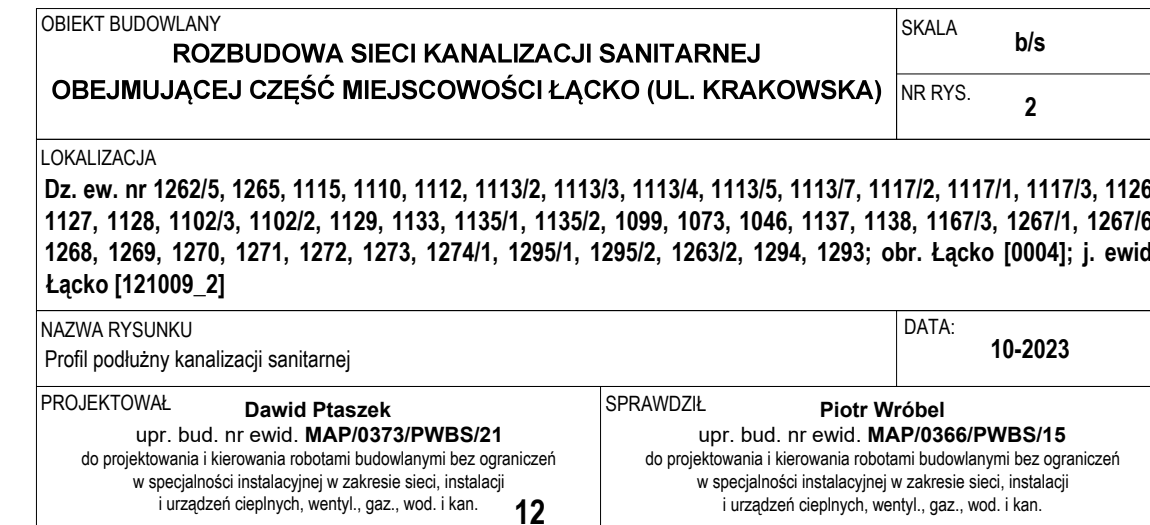 OBIEKT BUDOWLANY
ROZBUDOWA SIECI KANALIZACJI SANITARNEJ
OBEJMUJĄCEJ CZĘŚĆ MIEJSCOWOŚCI ŁĄCKO (UL. KRAKOWSKA)
SKALA
b/s
NR RYS.
2
LOKALIZACJA
Dz. ew. nr 1262/5, 1265, 1115, 1110, 1112, 1113/2, 1113/3, 1113/4, 1113/5, 1113/7, 1117/2, 1117/1, 1117/3, 1126
1127, 1128, 1102/3, 1102/2, 1129, 1133, 1135/1, 1135/2, 1099, 1073, 1046, 1137, 1138, 1167/3, 1267/1, 1267/6
1268, 1269, 1270, 1271, 1272, 1273, 1274/1, 1295/1, 1295/2, 1263/2, 1294, 1293; obr. Łącko [0004]; j. ewid
Łącko [121009_2]
NAZWA RYSUNKU
Profil podłużny kanalizacji sanitarnej
DATA:
10-2023
PROJEKTOWAŁ
Dawid Ptaszek
upr. bud. nr ewid. MAP/0373/PWBS/21
do projektowania i kierowania robotami budowlanymi bez ograniczeń
w specjalności instalacyjnej w zakresie sieci, instalacji
i urządzeń cieplnych, wentyl., gaz., wod. i kan.
12
SPRAWDZIŁ
Piotr Wróbel
upr. bud. nr ewid. MAP/0366/PWBS/15
do projektowania i kierowania robotami budowlanymi bez ograniczeń
w specjalności instalacyjnej w zakresie sieci, instalacji
i urządzeń cieplnych, wentyl., gaz., wod. i kan.